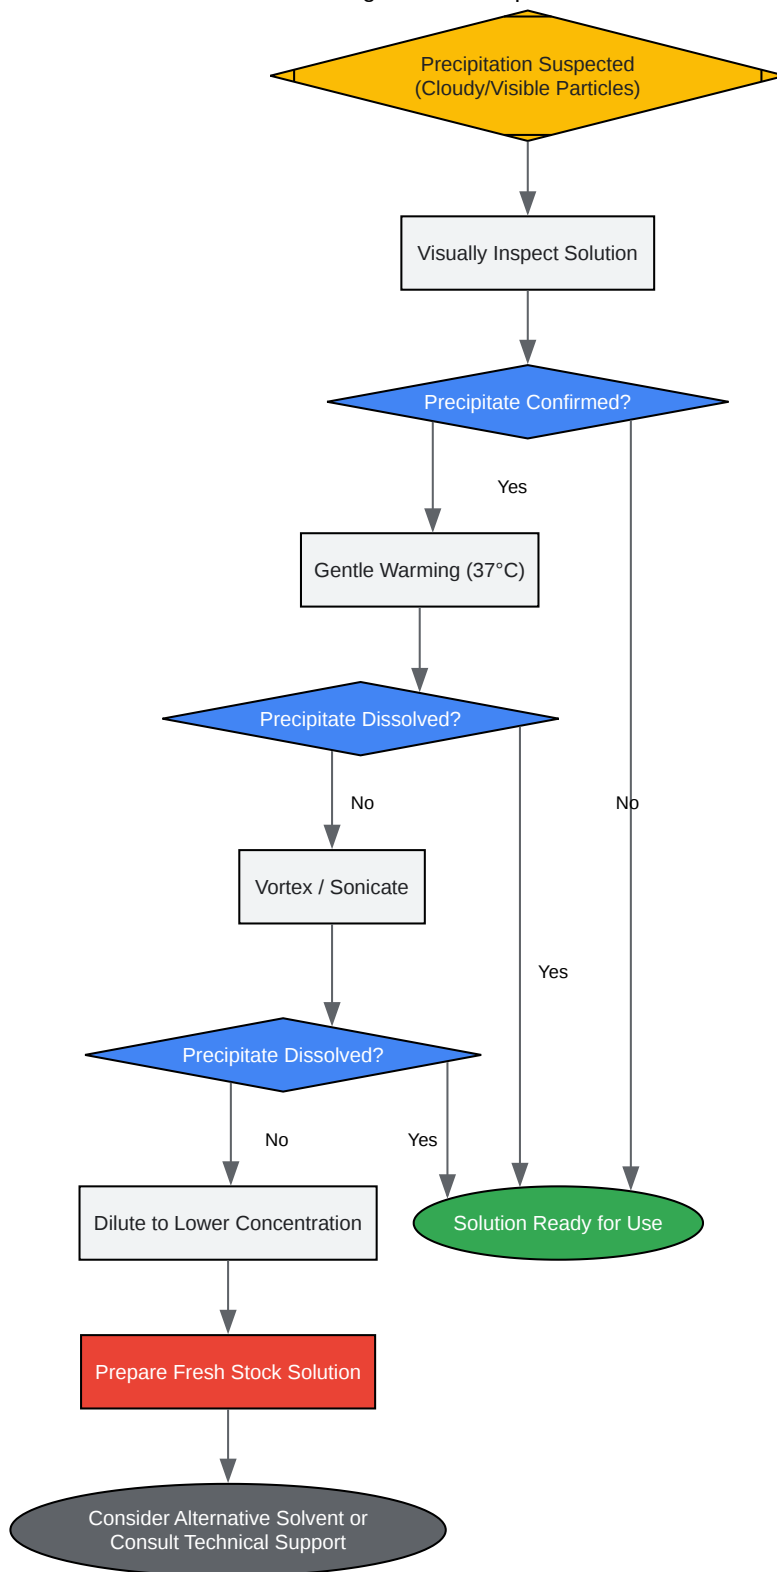 Precipitation Suspected
(Cloudy/Visible Particles)
Visually Inspect Solution
Precipitate Confirmed?
Yes
Gentle Warming (37°C)
Precipitate Dissolved?
No
No
Vortex / Sonicate
Yes
Precipitate Dissolved?
No
Yes
Dilute to Lower Concentration
Solution Ready for Use
Prepare Fresh Stock Solution
Consider Alternative Solvent or
Consult Technical Support